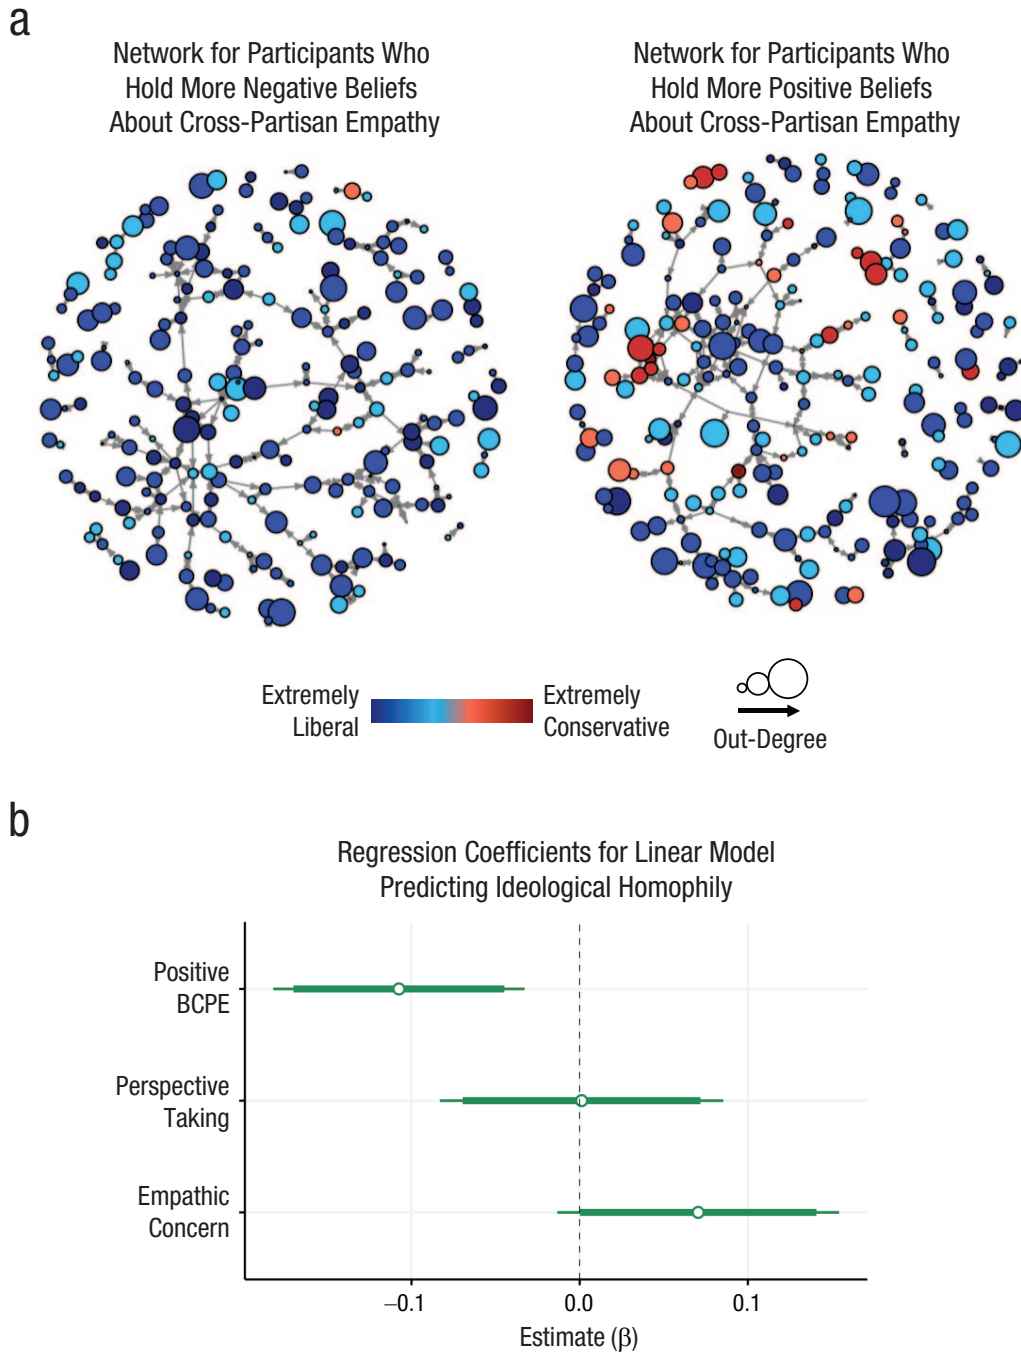 a
Network for Participants Who
Hold More Negative Beliefs
About Cross-Partisan Empathy
Network for Participants Who
Hold More Positive Beliefs
About Cross-Partisan Empathy
Extremely
Liberal
Extremely
Conservative
Out-Degree
b
Regression Coefficients for Linear Model
Predicting Ideological Homophily
Positive
BCPE
Perspective
Taking
Empathic
Concern
−0.1
0.0
0.1
Estimate (β)